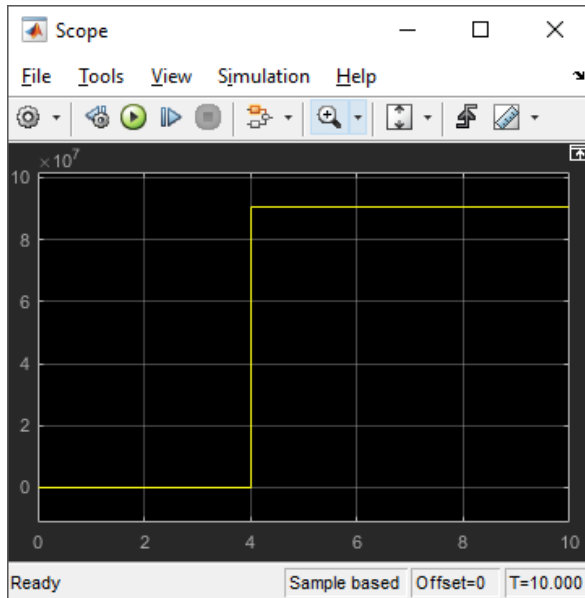 Scope
File Tools View Simulation Help
×10⁷
10
8
6
4
2
0
0 2 4 6 8 10
Ready Sample based Offset=0 T=10.000